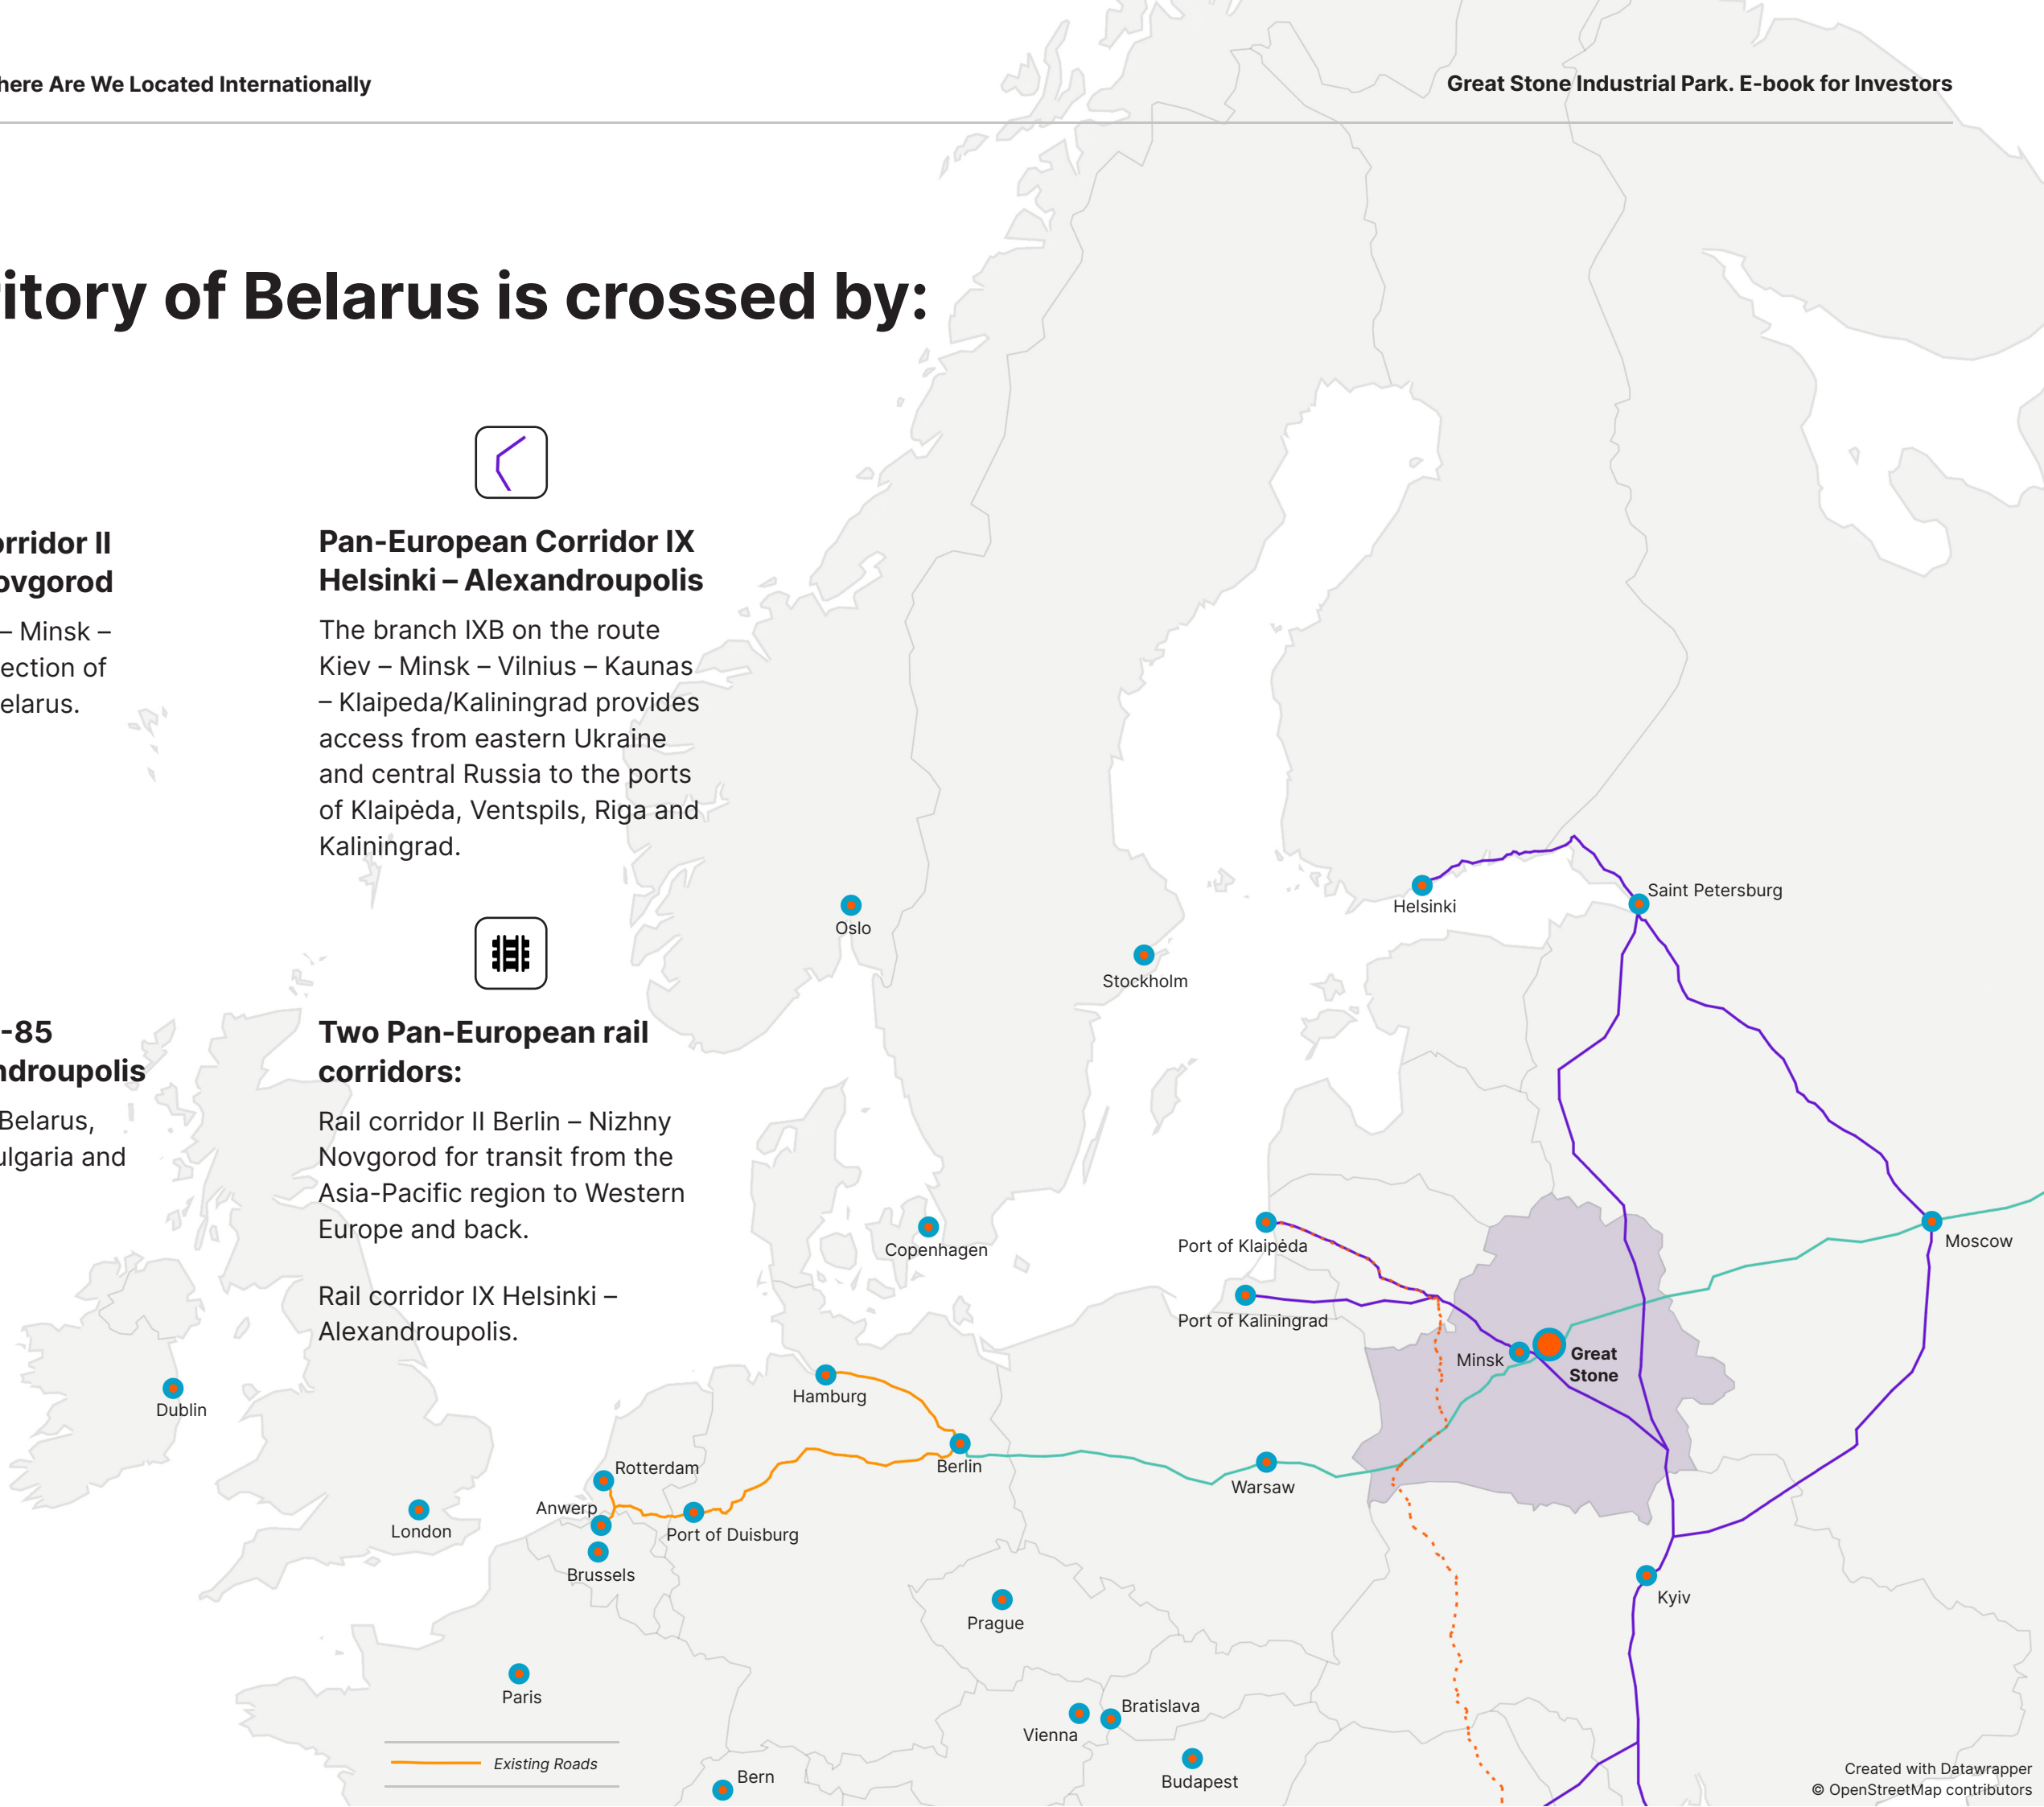 here Are We Located Internationally
Great Stone Industrial Park. E-book for Investors
itory of Belarus is crossed by:
orridor II
ovgorod
– Minsk –
ection of
elarus.
Pan-European Corridor IX
Helsinki – Alexandroupolis
The branch IXB on the route
Kiev – Minsk – Vilnius – Kaunas
– Klaipeda/Kaliningrad provides
access from eastern Ukraine
and central Russia to the ports
of Klaipėda, Ventspils, Riga and
Kaliningrad.
-85
ndroupolis
Belarus,
ulgaria and
Two Pan-European rail
corridors:
Rail corridor II Berlin – Nizhny
Novgorod for transit from the
Asia-Pacific region to Western
Europe and back.
Rail corridor IX Helsinki –
Alexandroupolis.
Oslo
Stockholm
Helsinki
Saint Petersburg
Copenhagen
Port of Klaipėda
Port of Kaliningrad
Moscow
Minsk
Great
Stone
Dublin
Hamburg
Berlin
Rotterdam
Anwerp
Port of Duisburg
Brussels
London
Warsaw
Kyiv
Prague
Paris
Vienna
Bratislava
Budapest
Bern
Existing Roads
Created with Datawrapper
© OpenStreetMap contributors